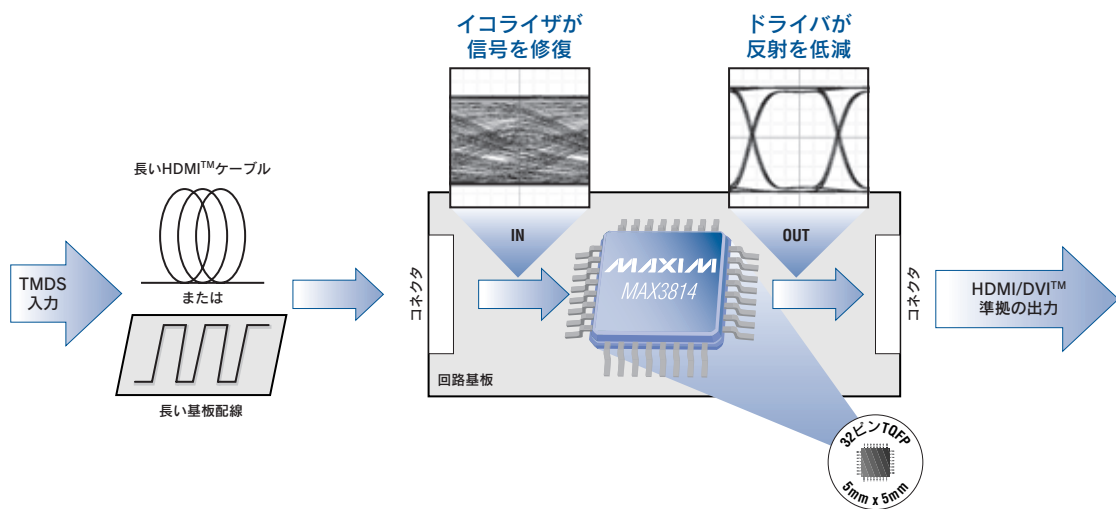 イコライザが
信号を修復
ドライバが
反射を低減
長いHDMI™ケーブル
または
長い基板配線
TMDS
入力
コネクタ
IN
MAXIM
MAX3814
OUT
コネクタ
回路基板
HDMI/DVI™
準拠の出力
32ピンTQFP
5mm x 5mm